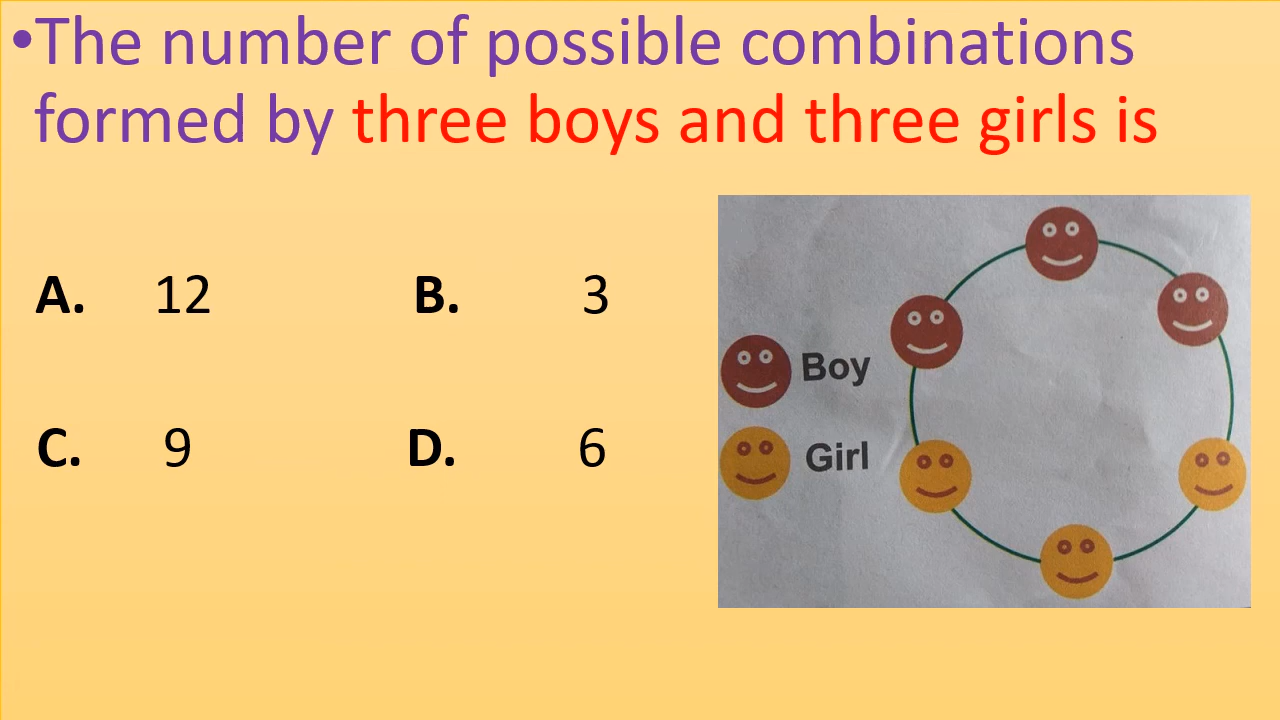 •The number of possible combinations
formed by three boys and three girls is
A. 12 B. 3
C. 9 D. 6
Boy
Girl